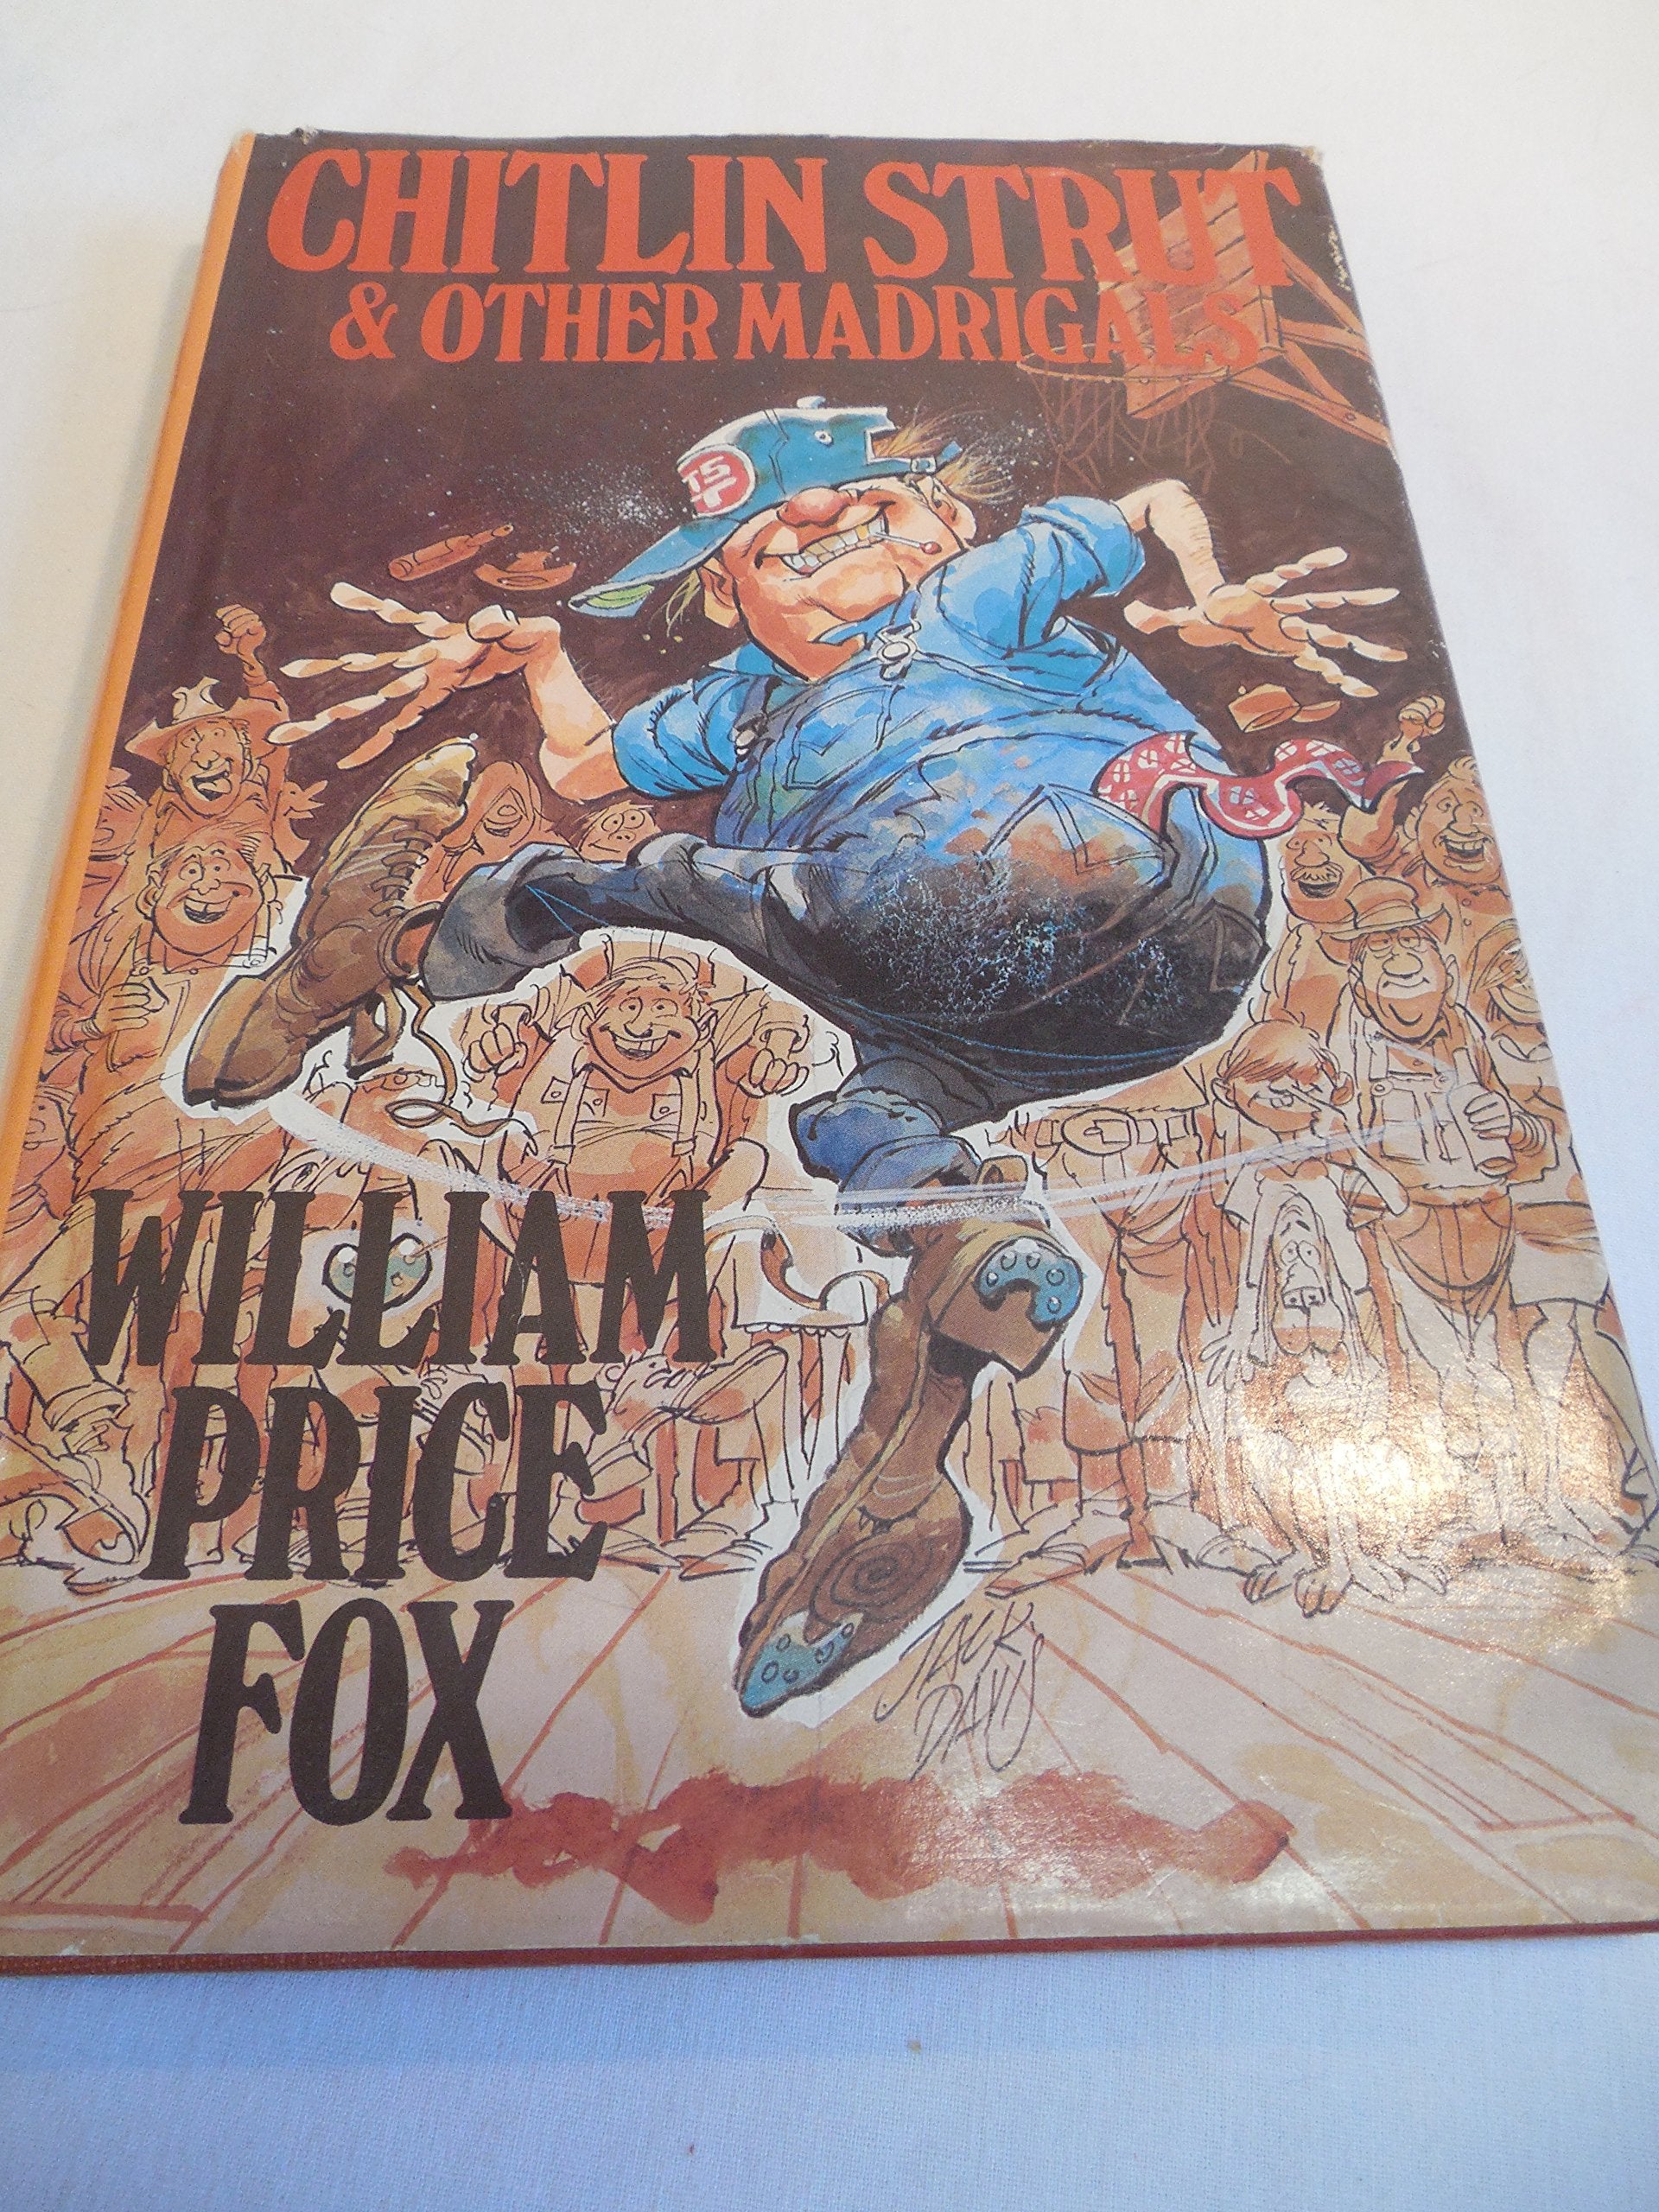 CHITLIN STRUT
& OTHER MADRIGALS
WILLIAM
PRICE
FOX
JACK
DAVIS